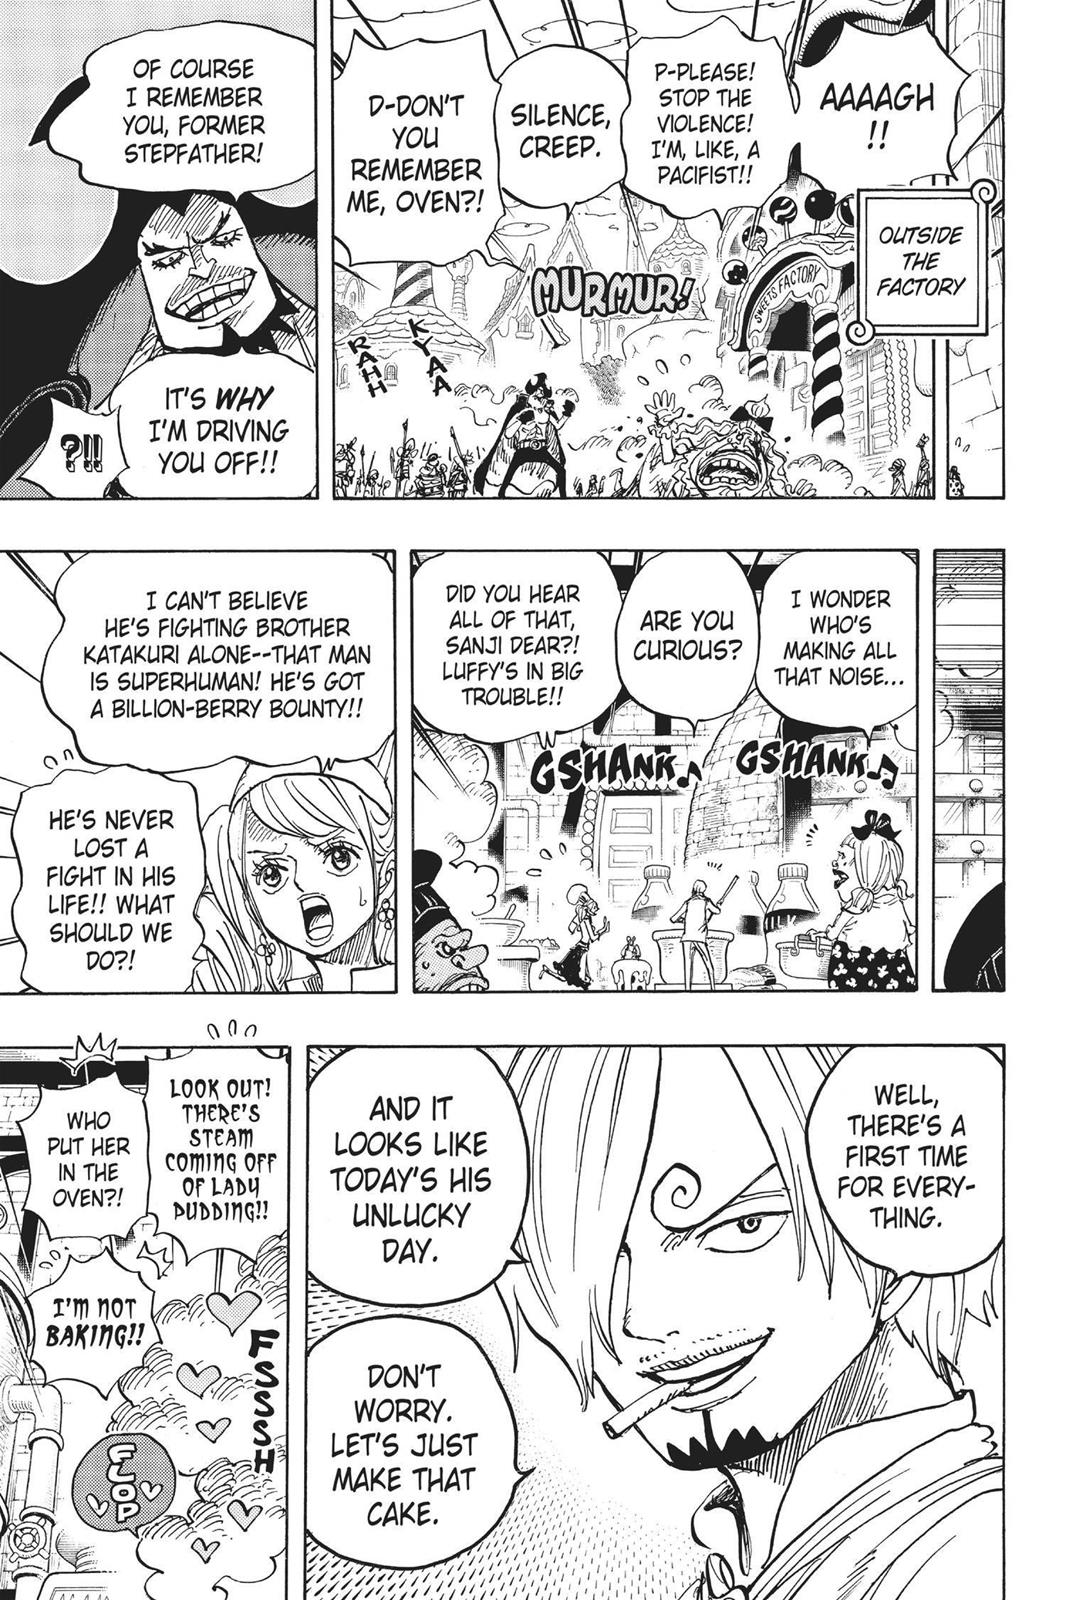 AAAAGH
!!
OUTSIDE
THE
FACTORY
P-PLEASE!
STOP THE
VIOLENCE!
I'M, LIKE, A
PACIFIST!!
SILENCE,
CREEP.
D-DON'T
YOU
REMEMBER
ME, OVEN?!
SWEETS FACTORY
MURMUR!
KYAA
RAHH
OF COURSE
I REMEMBER
YOU, FORMER
STEPFATHER!
IT'S WHY
I'M DRIVING
YOU OFF!!
?!!
I WONDER
WHO'S
MAKING ALL
THAT NOISE...
ARE YOU
CURIOUS?
DID YOU HEAR
ALL OF THAT,
SANJI DEAR?!
LUFFY'S IN BIG
TROUBLE!!
GSHANK♪
GSHANK♫
MILK
I CAN'T BELIEVE
HE'S FIGHTING BROTHER
KATAKURI ALONE--THAT MAN
IS SUPERHUMAN! HE'S GOT
A BILLION-BERRY BOUNTY!!
HE'S NEVER
LOST A
FIGHT IN HIS
LIFE!! WHAT
SHOULD WE
DO?!
WELL,
THERE'S A
FIRST TIME
FOR EVERY-
THING.
AND IT
LOOKS LIKE
TODAY'S HIS
UNLUCKY
DAY.
DON'T
WORRY.
LET'S JUST
MAKE THAT
CAKE.
LOOK OUT!
THERE'S
STEAM
COMING OFF
OF LADY
PUDDING!!
WHO
PUT HER
IN THE
OVEN?!
I'M NOT
BAKING!!
FSSSH
FLOP